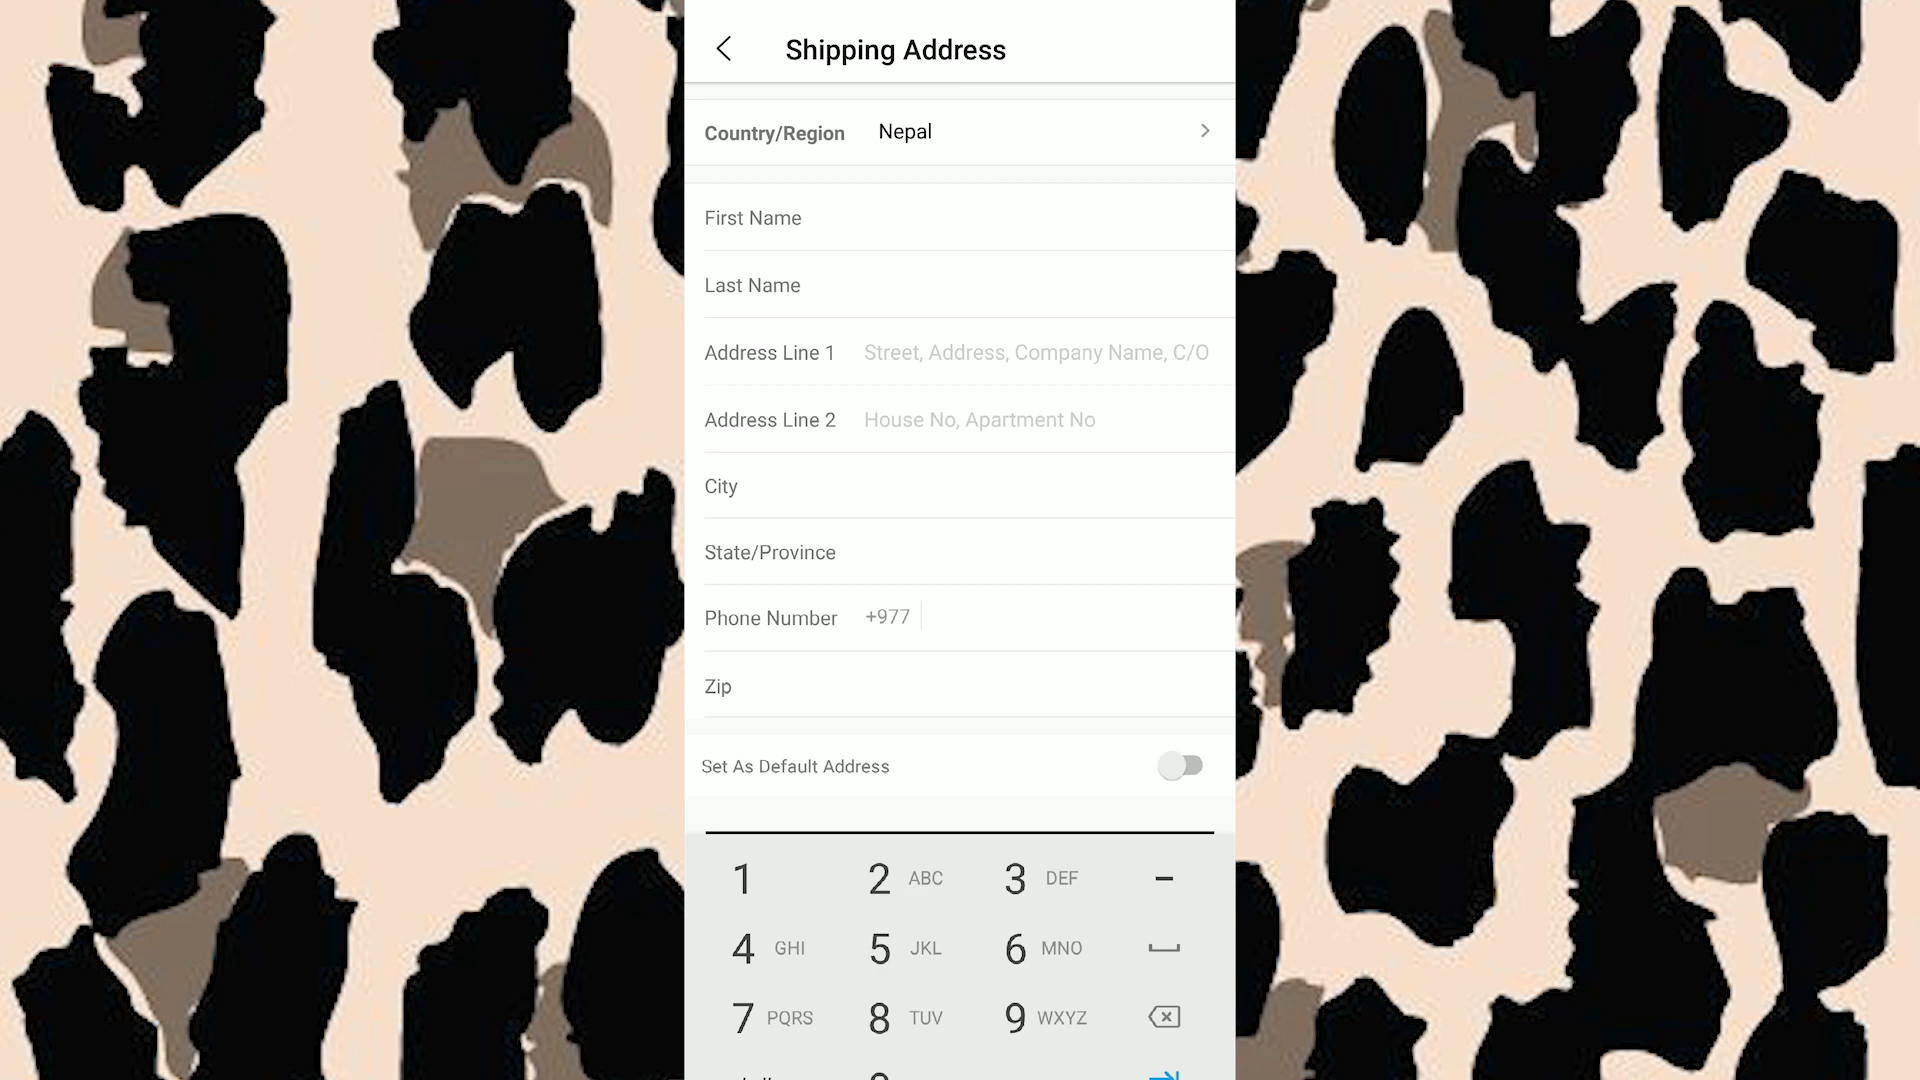 Shipping Address
Country/Region Nepal
First Name
Last Name
Address Line 1 Street, Address, Company Name, C/O
Address Line 2 House No, Apartment No
City
State/Province
Phone Number +977
Zip
Set As Default Address
1 2 ABC 3 DEF -
4 GHI 5 JKL 6 MNO
7 PQRS 8 TUV 9 WXYZ